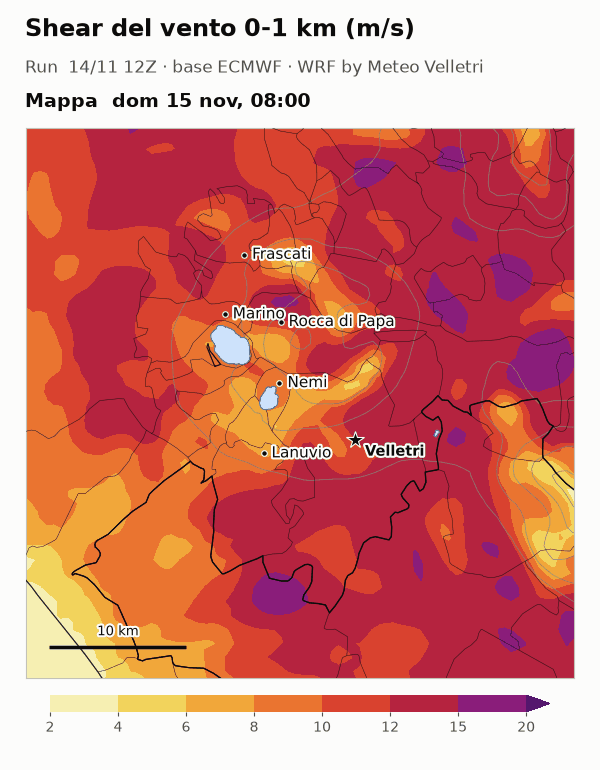 Shear del vento 0-1 km (m/s)
Run  14/11 12Z · base ECMWF · WRF by Meteo Velletri
Mappa  dom 15 nov, 08:00
Frascati
Marino
Rocca di Papa
Nemi
Velletri
Lanuvio
10 km
2 4 6 8 10 12 15 20